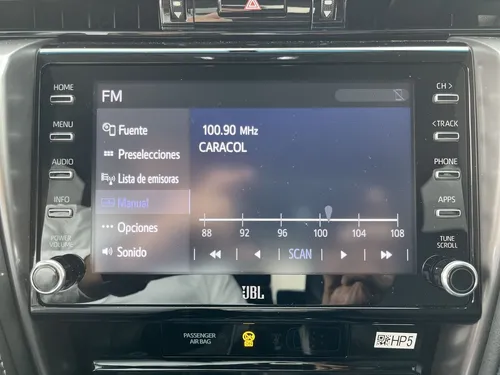 HOME
MENU
AUDIO
INFO
POWER
VOLUME
FM
Fuente
Preselecciones
Lista de emisoras
Manual
Opciones
Sonido
100.90 MHz
CARACOL
88 92 96 100 104 108
SCAN
CH >
< TRACK
PHONE
APPS
TUNE
SCROLL
JBL
PASSENGER
AIR BAG
HP5